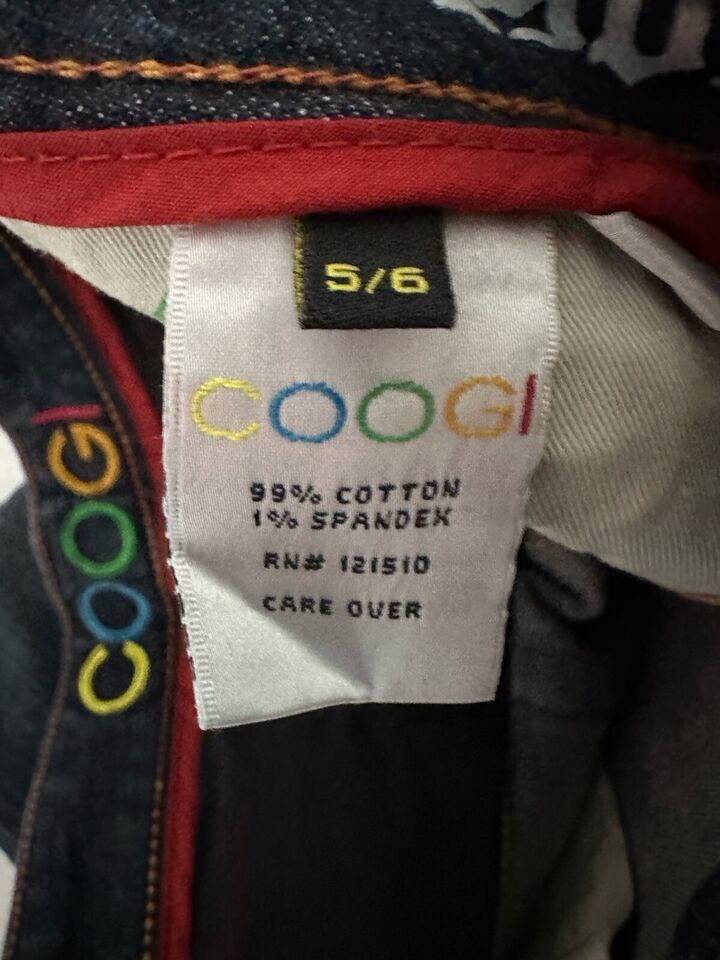 5/6
COOGI
99% COTTON
1% SPANDEX
RN# 121510
CARE OVER
COOGI